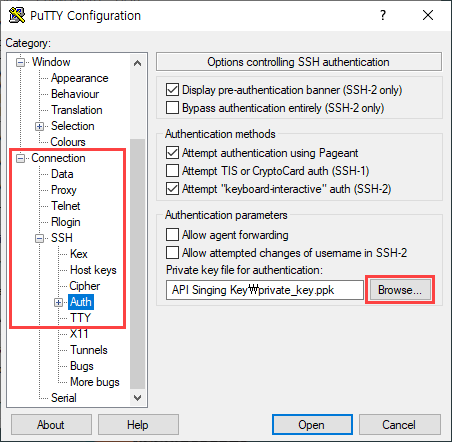 PuTTY Configuration
Category:
Window
Appearance
Behaviour
Translation
Selection
Colours
Connection
Data
Proxy
Telnet
Rlogin
SSH
Kex
Host keys
Cipher
Auth
TTY
X11
Tunnels
Bugs
More bugs
Serial
Options controlling SSH authentication
Display pre-authentication banner (SSH-2 only)
Bypass authentication entirely (SSH-2 only)
Authentication methods
Attempt authentication using Pageant
Attempt TIS or CryptoCard auth (SSH-1)
Attempt "keyboard-interactive" auth (SSH-2)
Authentication parameters
Allow agent forwarding
Allow attempted changes of username in SSH-2
Private key file for authentication:
API Singing Key₩private_key.ppk Browse...
About Help Open Cancel